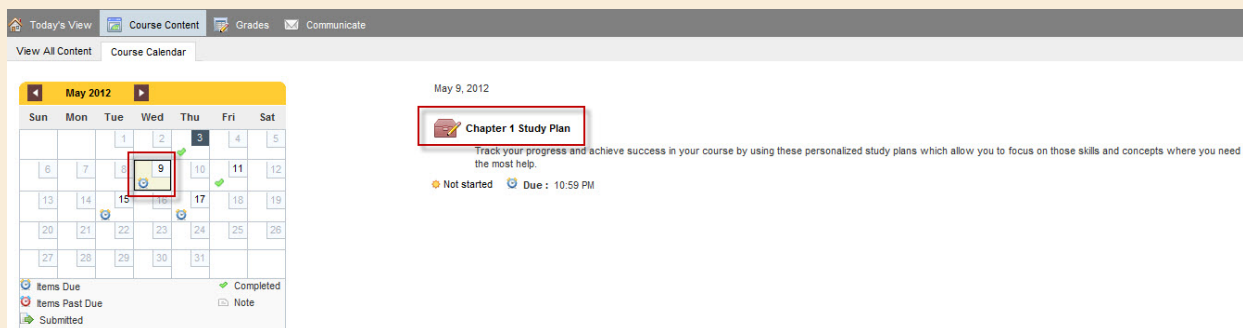 Today's View Course Content Grades Communicate
View All Content Course Calendar
May 2012
Sun Mon Tue Wed Thu Fri Sat
1 2 3 4 5
6 7 8 9 10 11 12
13 14 15 16 17 18 19
20 21 22 23 24 25 26
27 28 29 30 31
Items Due Completed
Items Past Due Note
Submitted
May 9, 2012
Chapter 1 Study Plan
Track your progress and achieve success in your course by using these personalized study plans which allow you to focus on those skills and concepts where you need
the most help.
Not started Due : 10:59 PM